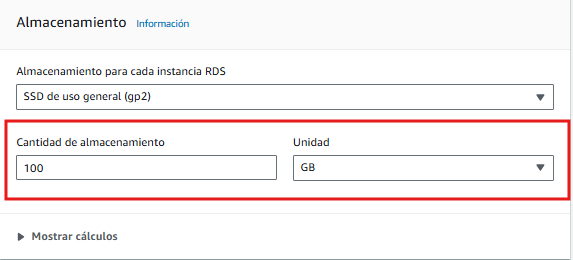 Almacenamiento Información
Almacenamiento para cada instancia RDS
SSD de uso general (gp2)
Cantidad de almacenamiento Unidad
100 GB
Mostrar cálculos